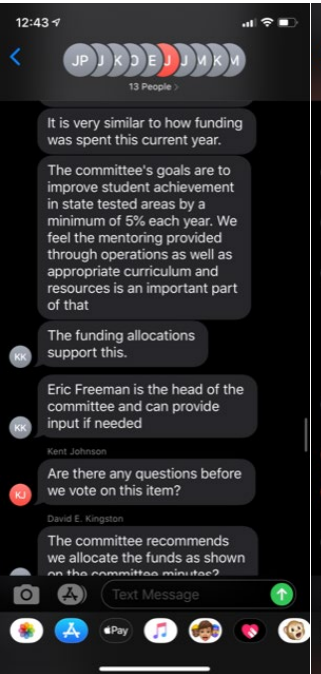 12:43
JP J K D E J J M K M
13 People >
It is very similar to how funding
was spent this current year.
The committee's goals are to
improve student achievement
in state tested areas by a
minimum of 5% each year. We
feel the mentoring provided
through operations as well as
appropriate curriculum and
resources is an important part
of that
The funding allocations
support this.
KK
Eric Freeman is the head of the
committee and can provide
input if needed
KK
Kent Johnson
Are there any questions before
we vote on this item?
KJ
David E. Kingston
The committee recommends
we allocate the funds as shown
on the committee minutes?
Text Message
Pay